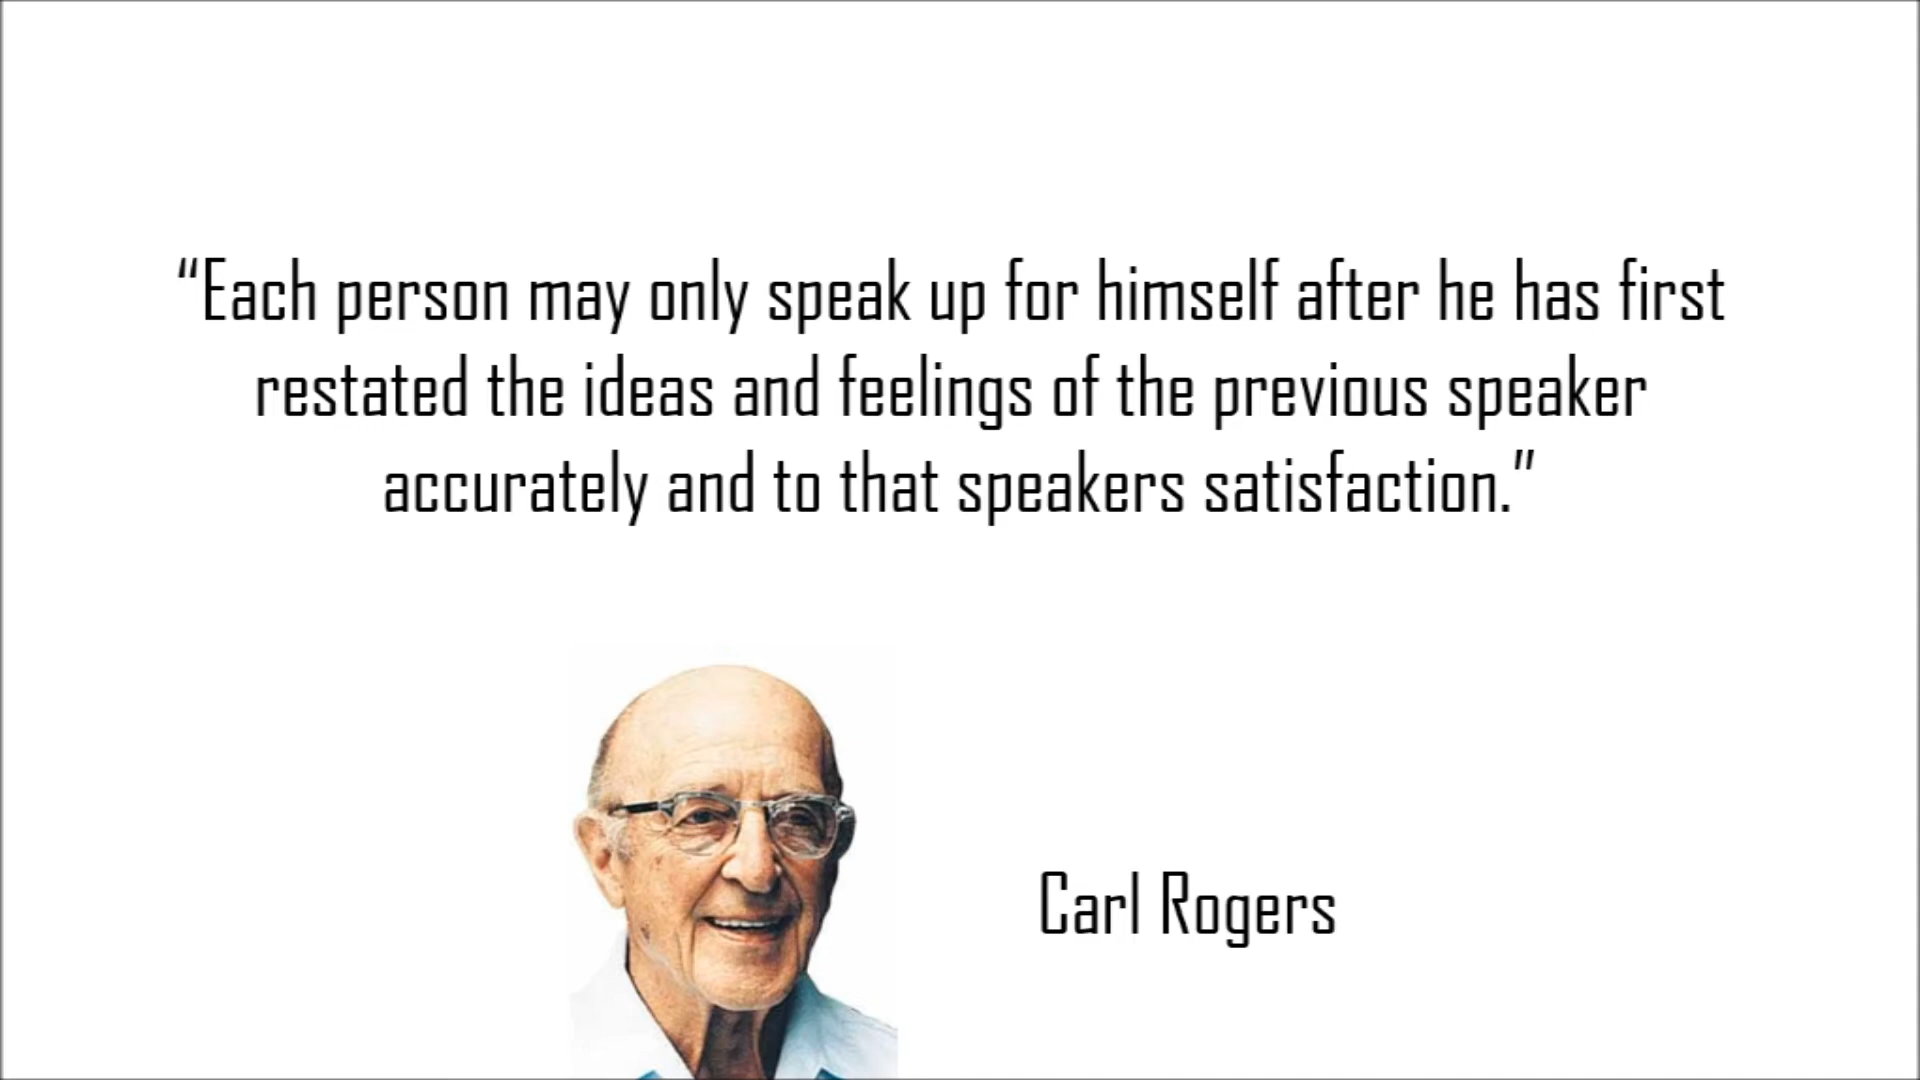 “Each person may only speak up for himself after he has first
restated the ideas and feelings of the previous speaker
accurately and to that speakers satisfaction.”
Carl Rogers